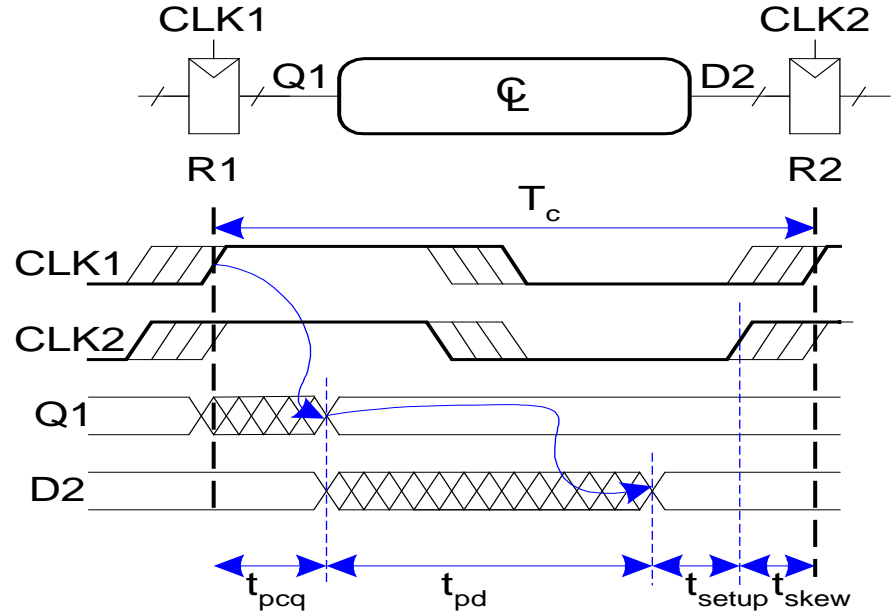 CLK1 CLK2
Q1 CL D2
R1 R2
Tc
CLK1
CLK2
Q1
D2
tpcq tpd tsetup tskew